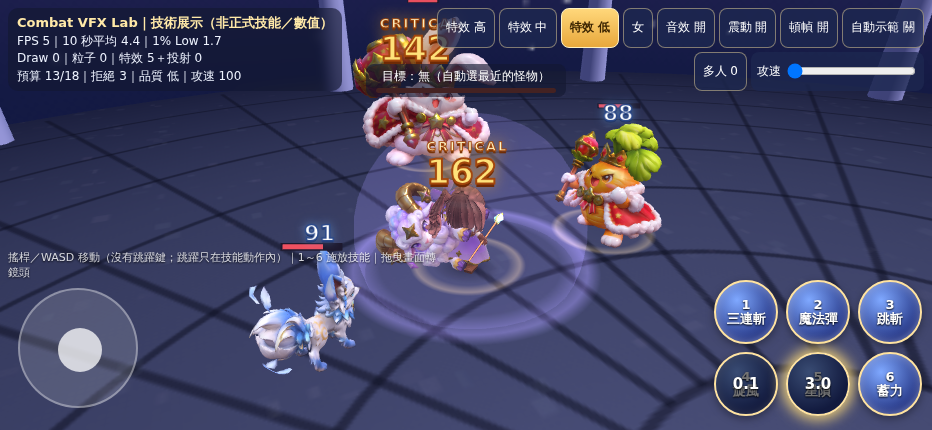 Combat VFX Lab｜技術展示（非正式技能／數值）
FPS 5｜10 秒平均 4.4｜1% Low 1.7
Draw 0｜粒子 0｜特效 5＋投射 0
預算 13/18｜拒絕 3｜品質 低｜攻速 100
特效 高
特效 中
特效 低
女
音效 開
震動 開
頓幀 開
自動示範 關
多人 0
攻速
CRITICAL
142
目標：無（自動選最近的怪物）
88
CRITICAL
162
91
搖桿／WASD 移動（沒有跳躍鍵；跳躍只在技能動作內）｜1～6 施放技能｜拖曳畫面轉
鏡頭
1
三連斬
2
魔法彈
3
跳斬
4
旋風
0.1
5
星隕
3.0
6
蓄力